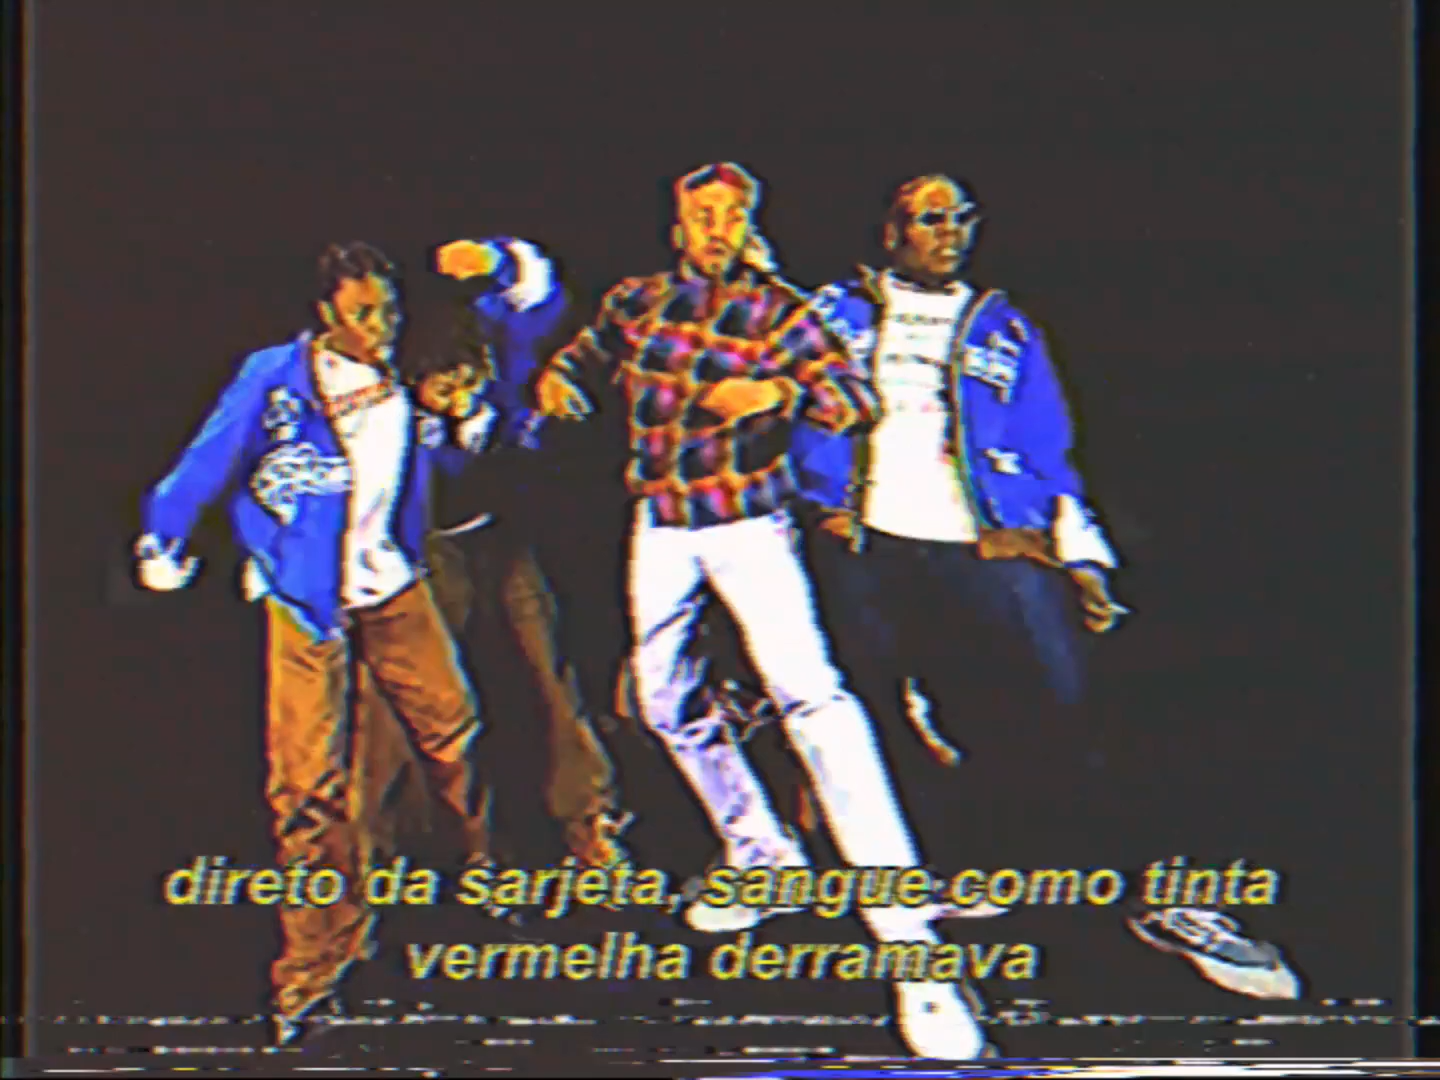 direto da sarjeta, sangue como tinta
vermelha derramava